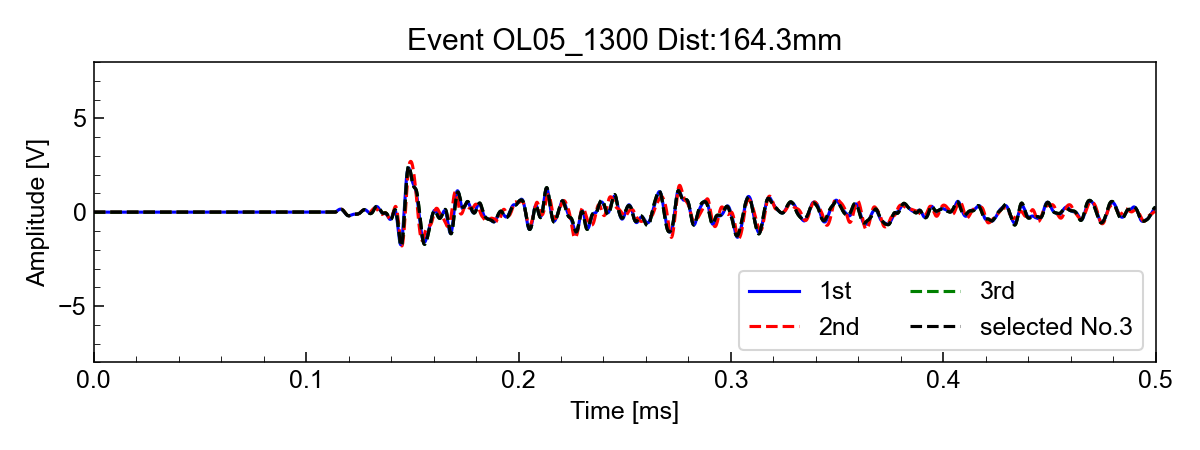 Event OL05_1300 Dist:164.3mm
Amplitude [V]
5
0
−5
1st
2nd
3rd
selected No.3
0.0 0.1 0.2 0.3 0.4 0.5
Time [ms]